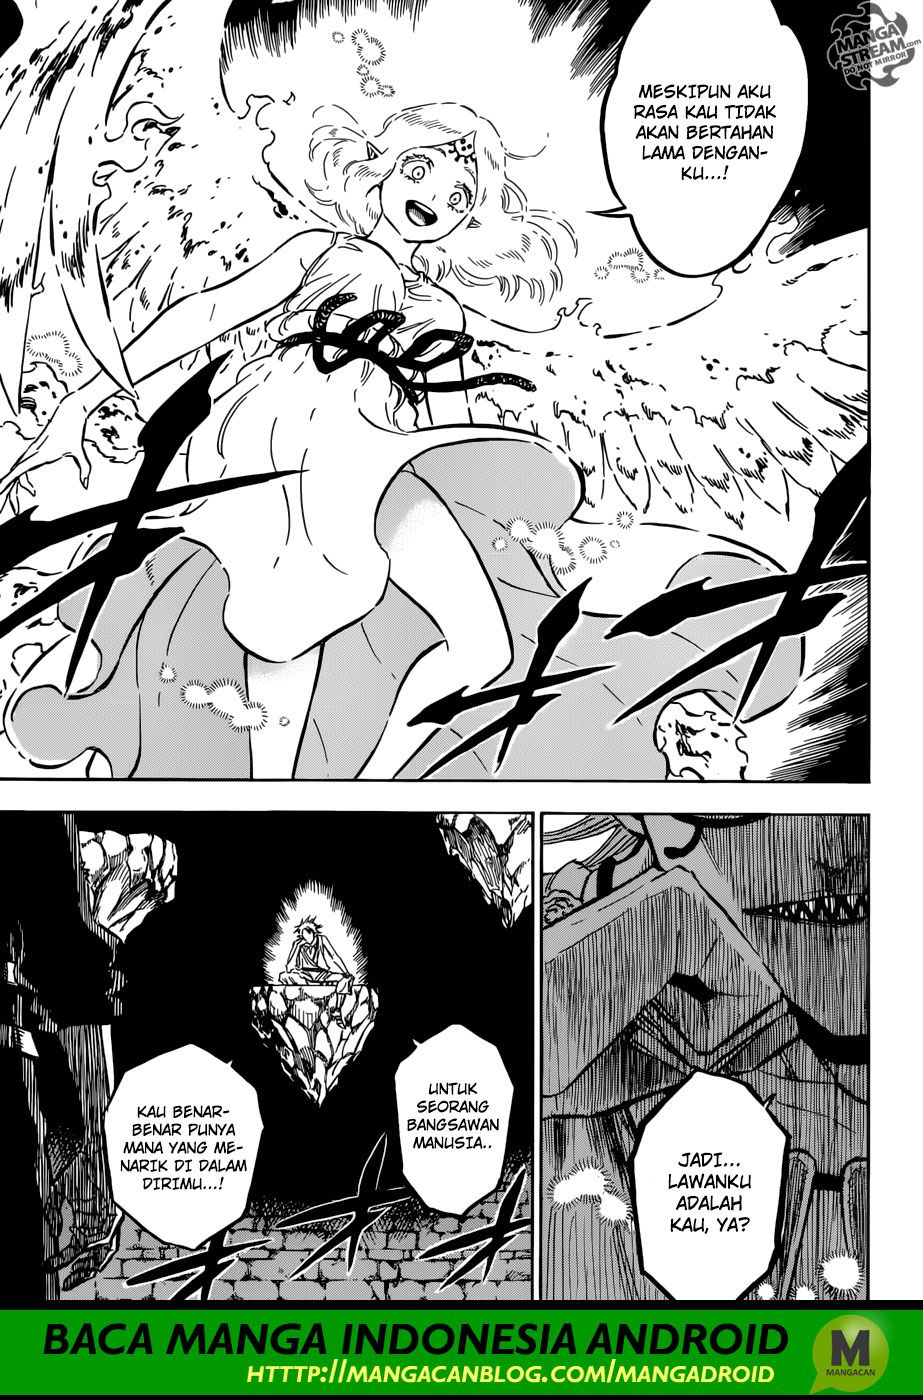 MANGA
STREAM.com
DO NOT MIRROR!
MESKIPUN AKU
RASA KAU TIDAK
AKAN BERTAHAN
LAMA DENGAN-
KU...!
JADI...
LAWANKU
ADALAH
KAU, YA?
UNTUK
SEORANG
BANGSAWAN
MANUSIA..
KAU BENAR-
BENAR PUNYA
MANA YANG ME-
NARIK DI DALAM
DIRIMU...!
BACA MANGA INDONESIA ANDROID
HTTTP://MANGACANBLOG.COM/MANGADROID
M
MANGACAN